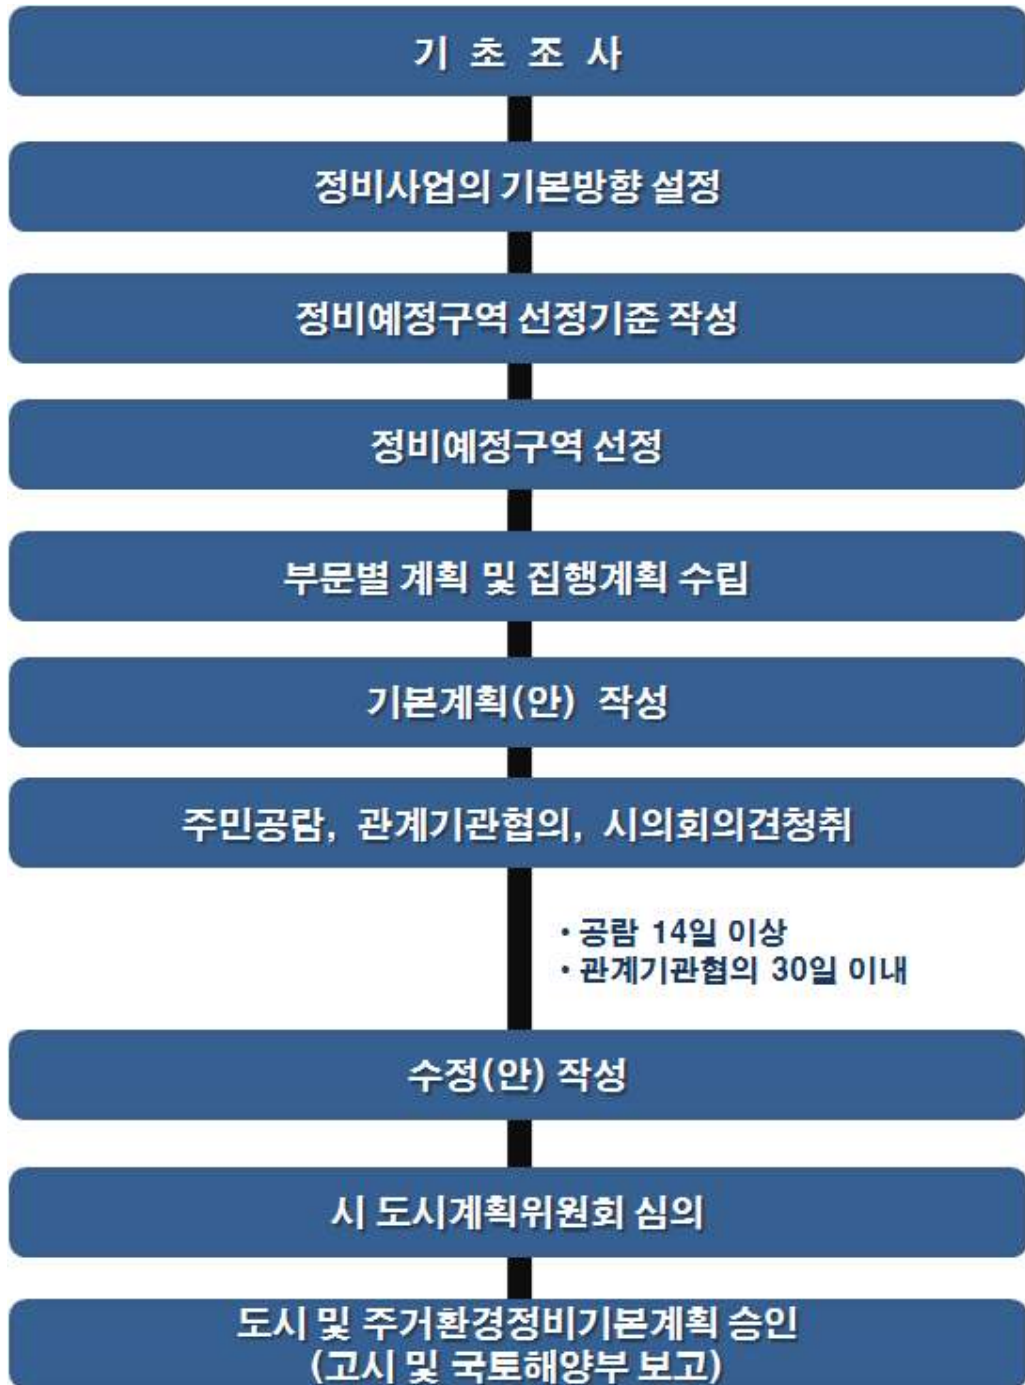 기 초 조 사
정비사업의 기본방향 설정
정비예정구역 선정기준 작성
정비예정구역 선정
부문별 계획 및 집행계획 수립
기본계획(안) 작성
주민공람, 관계기관협의, 시의회의견청취
• 공람 14일 이상
• 관계기관협의 30일 이내
수정(안) 작성
시 도시계획위원회 심의
도시 및 주거환경정비기본계획 승인
(고시 및 국토해양부 보고)